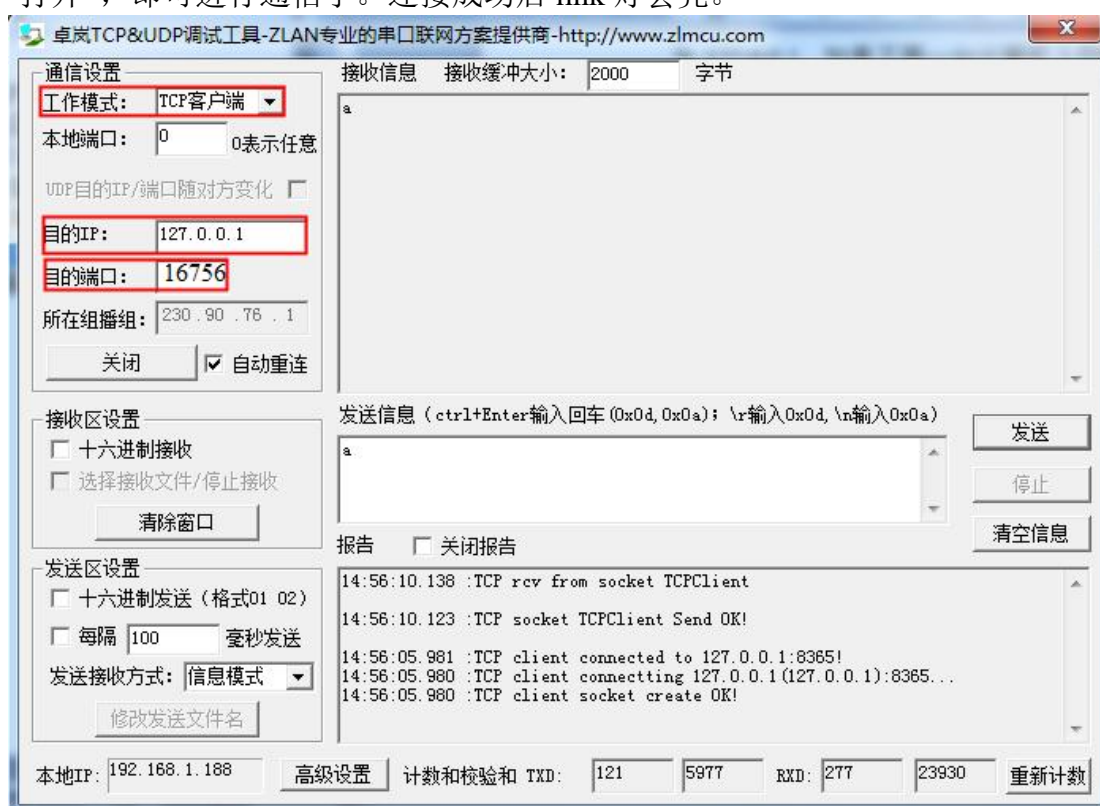 打开”，即可进行通信了。连接成功后 link 灯会亮。
卓岚TCP&UDP调试工具-ZLAN专业的串口联网方案提供商-http://www.zlmcu.com
通信设置
工作模式： TCP客户端
本地端口： 0 0表示任意
UDP目的IP/端口随对方变化
目的IP： 127.0.0.1
目的端口： 16756
所在组播组： 230 .90 .76 . 1
关闭 自动重连
接收信息 接收缓冲大小： 2000 字节
a
接收区设置
十六进制接收
选择接收文件/停止接收
清除窗口
发送信息（ctrl+Enter输入回车(0x0d,0x0a)；\r输入0x0d,\n输入0x0a）
a
发送
停止
清空信息
发送区设置
十六进制发送（格式01 02）
每隔 100 毫秒发送
发送接收方式： 信息模式
修改发送文件名
报告 关闭报告
14:56:10.138 :TCP rcv from socket TCPClient
14:56:10.123 :TCP socket TCPClient Send OK!
14:56:05.981 :TCP client connected to 127.0.0.1:8365!
14:56:05.980 :TCP client connectting 127.0.0.1(127.0.0.1):8365...
14:56:05.980 :TCP client socket create OK!
本地IP: 192.168.1.188 高级设置 计数和校验和 TXD: 121 5977 RXD: 277 23930 重新计数